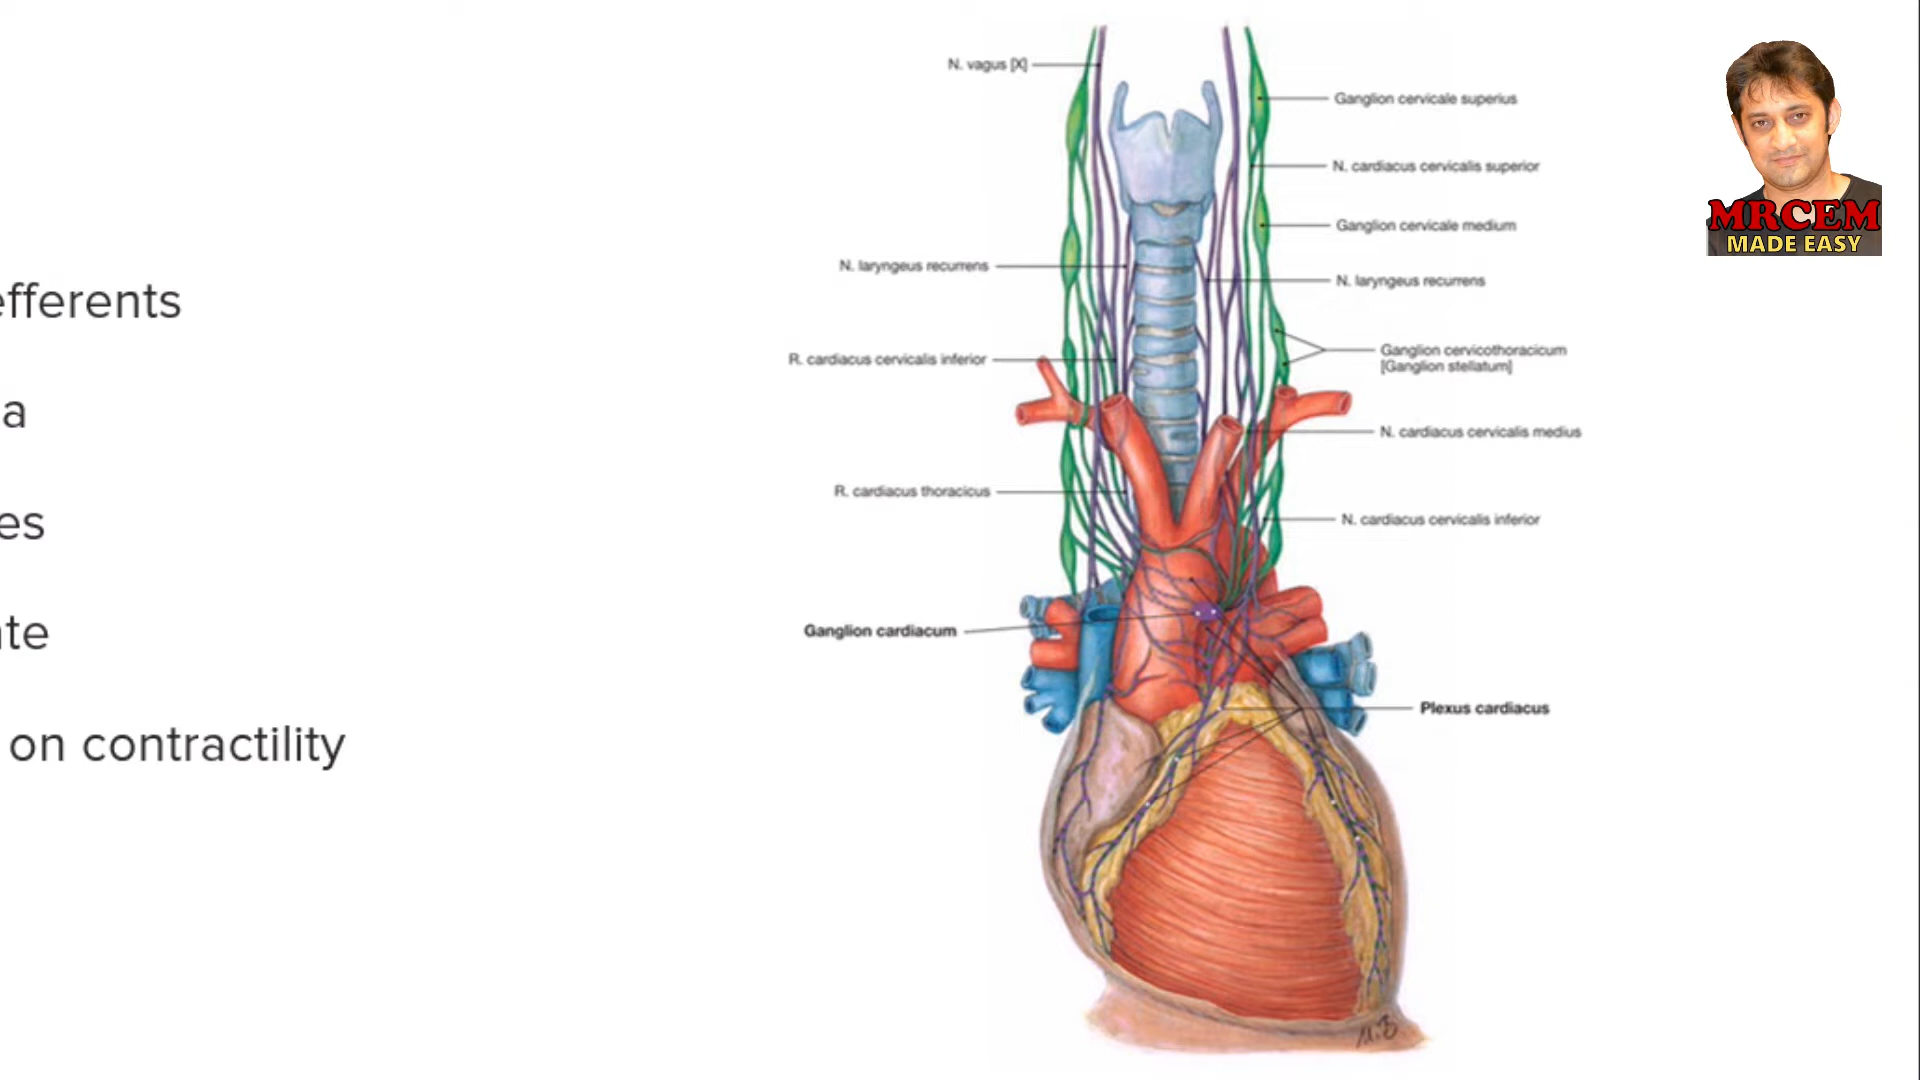 efferents
a
es
te
on contractility
N. vagus [X]
N. laryngeus recurrens
R. cardiacus cervicalis inferior
R. cardiacus thoracicus
Ganglion cardiacum
Ganglion cervicale superius
N. cardiacus cervicalis superior
Ganglion cervicale medium
N. laryngeus recurrens
Ganglion cervicothoracicum
[Ganglion stellatum]
N. cardiacus cervicalis medius
N. cardiacus cervicalis inferior
Plexus cardiacus
MRCEM
MADE EASY